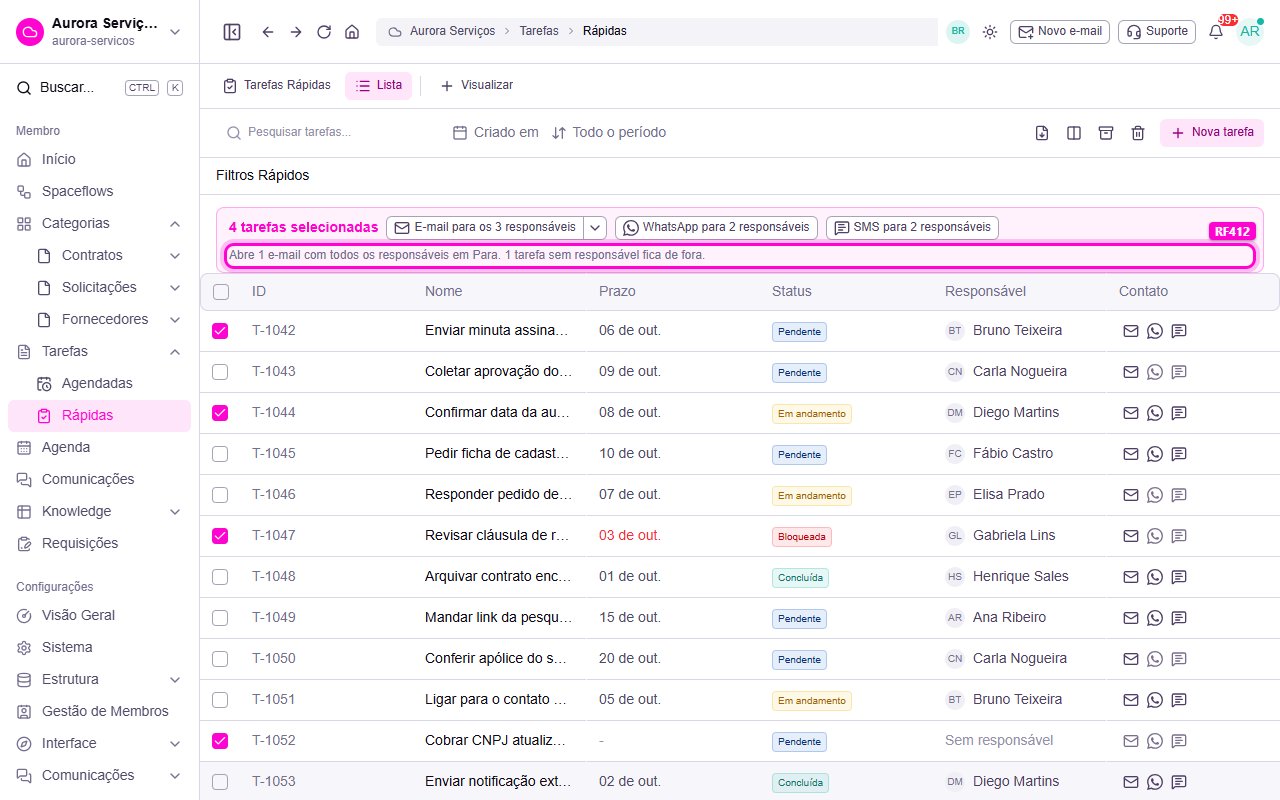 Aurora Serviç...
aurora-servicos
Aurora Serviços > Tarefas > Rápidas
BR
Novo e-mail
Suporte
99+
AR
Buscar... CTRL K
Tarefas Rápidas Lista Visualizar
Pesquisar tarefas... Criado em Todo o período Nova tarefa
Filtros Rápidos
Membro
Início
Spaceflows
Categorias
Contratos
Solicitações
Fornecedores
Tarefas
Agendadas
Rápidas
Agenda
Comunicações
Knowledge
Requisições
Configurações
Visão Geral
Sistema
Estrutura
Gestão de Membros
Interface
Comunicações
4 tarefas selecionadas E-mail para os 3 responsáveis WhatsApp para 2 responsáveis SMS para 2 responsáveis
RF412
Abre 1 e-mail com todos os responsáveis em Para. 1 tarefa sem responsável fica de fora.
ID Nome Prazo Status Responsável Contato
T-1042 Enviar minuta assina... 06 de out. Pendente BT Bruno Teixeira
T-1043 Coletar aprovação do... 09 de out. Pendente CN Carla Nogueira
T-1044 Confirmar data da au... 08 de out. Em andamento DM Diego Martins
T-1045 Pedir ficha de cadast... 10 de out. Pendente FC Fábio Castro
T-1046 Responder pedido de... 07 de out. Em andamento EP Elisa Prado
T-1047 Revisar cláusula de r... 03 de out. Bloqueada GL Gabriela Lins
T-1048 Arquivar contrato enc... 01 de out. Concluída HS Henrique Sales
T-1049 Mandar link da pesqu... 15 de out. Pendente AR Ana Ribeiro
T-1050 Conferir apólice do s... 20 de out. Pendente CN Carla Nogueira
T-1051 Ligar para o contato ... 05 de out. Em andamento BT Bruno Teixeira
T-1052 Cobrar CNPJ atualiz... - Pendente Sem responsável
T-1053 Enviar notificação ext... 02 de out. Concluída DM Diego Martins